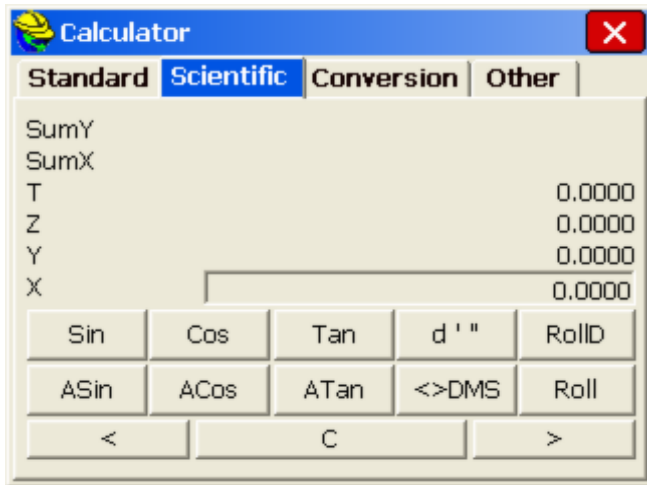 Calculator
Standard Scientific Conversion Other
SumY
SumX
T 0.0000
Z 0.0000
Y 0.0000
X 0.0000
Sin Cos Tan d ' " RollD
ASin ACos ATan <>DMS Roll
< C >